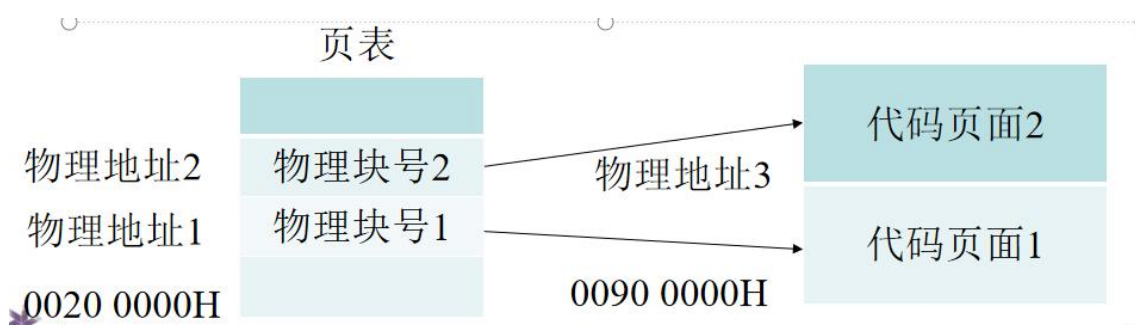 页表
代码页面2
物理地址2 物理块号2
物理地址3
物理地址1 物理块号1
代码页面1
0020 0000H
0090 0000H